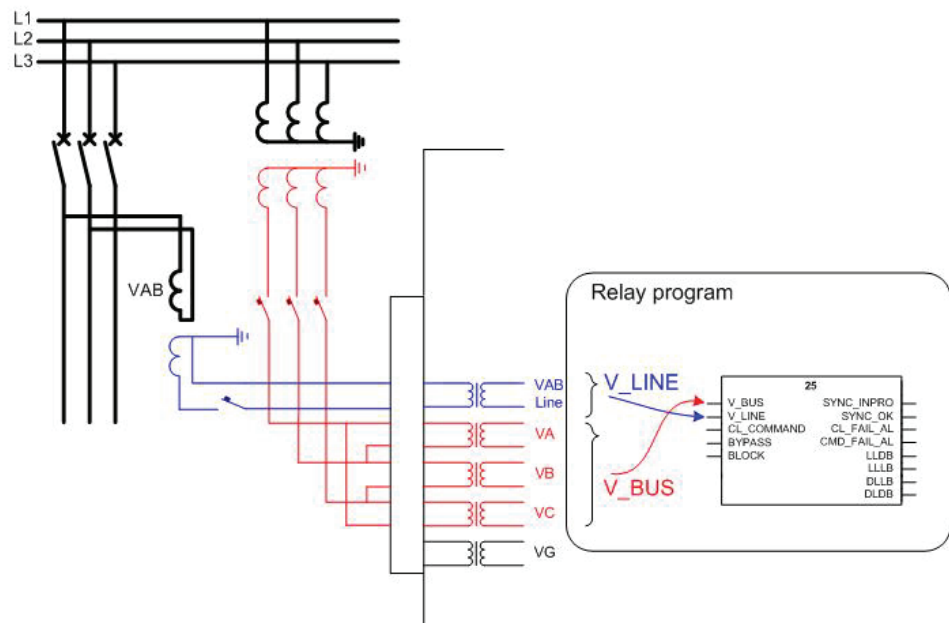 L1
L2
L3
VAB
Relay program
VAB
Line
VA
VB
VC
VG
V_LINE
V_BUS
25
V_BUS
V_LINE
CL_COMMAND
BYPASS
BLOCK
SYNC_INPRO
SYNC_OK
CL_FAIL_AL
CMD_FAIL_AL
LLDB
LLLB
DLLB
DLDB